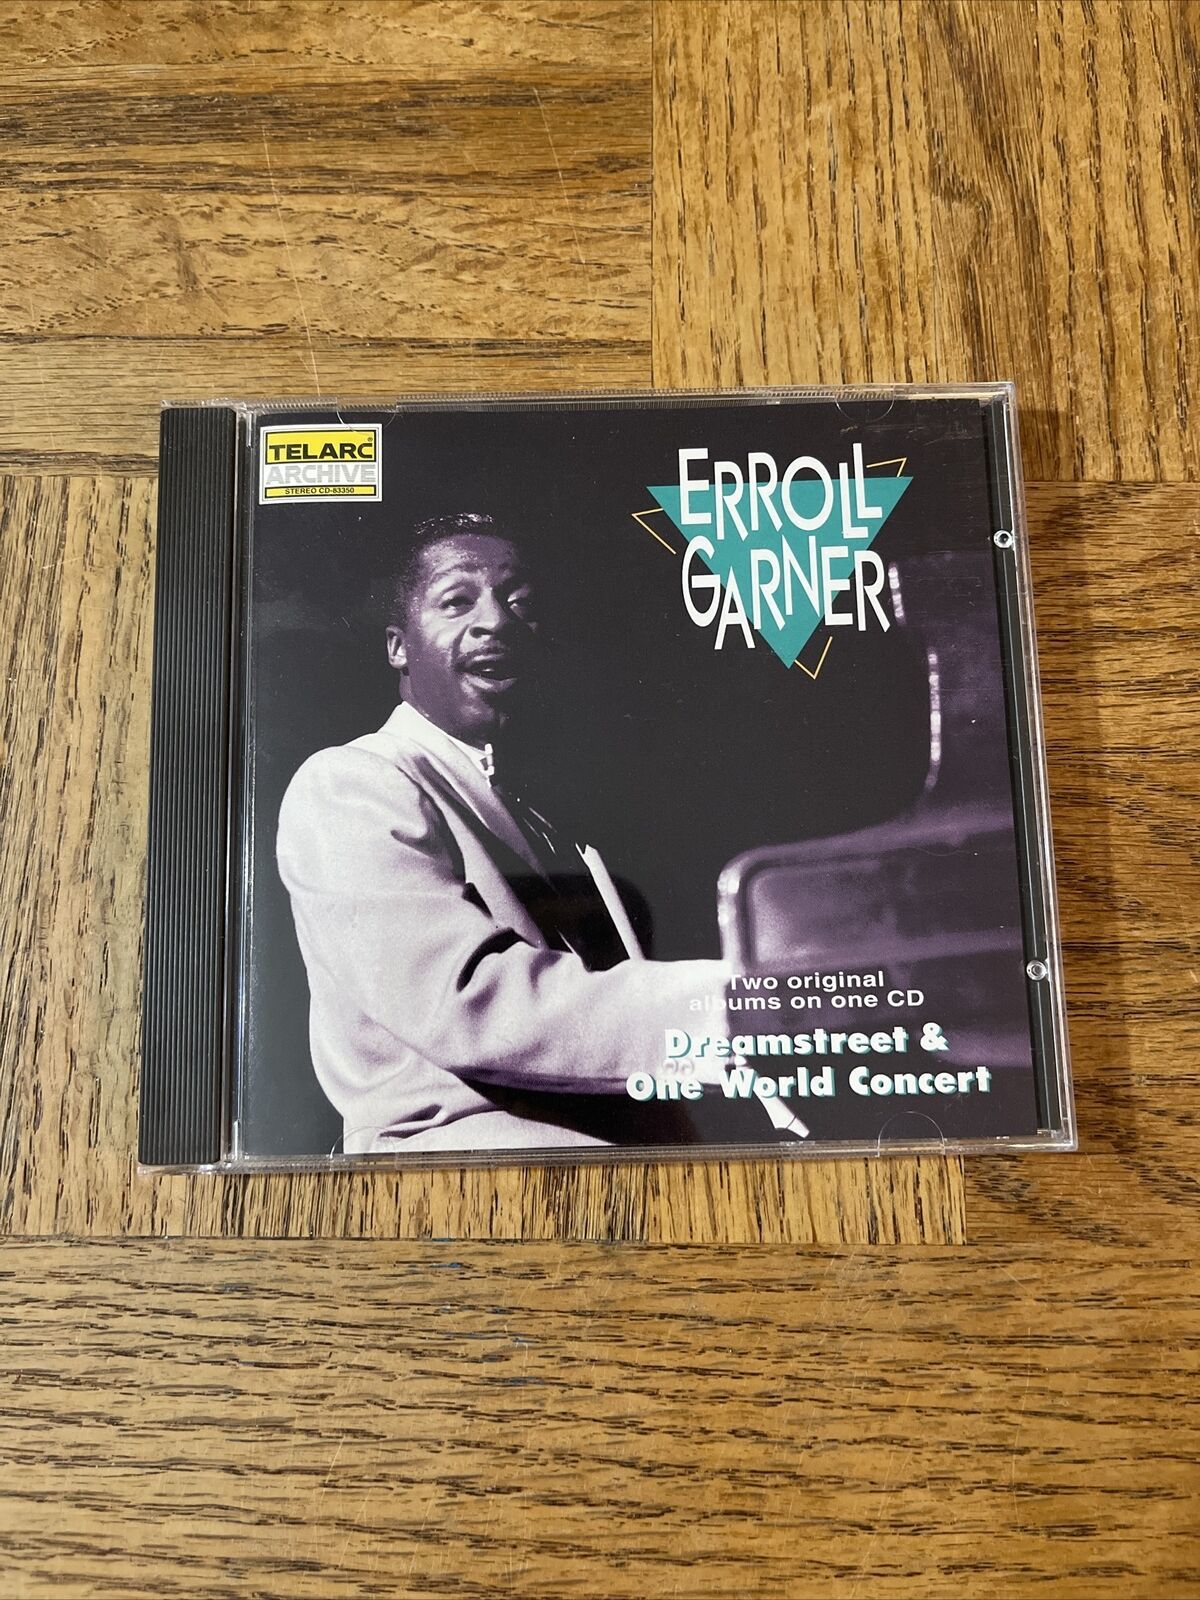 TELARC®
ARCHIVE
STEREO CD-83350
ERROLL
GARNER
Two original
albums on one CD
Dreamstreet &
One World Concert